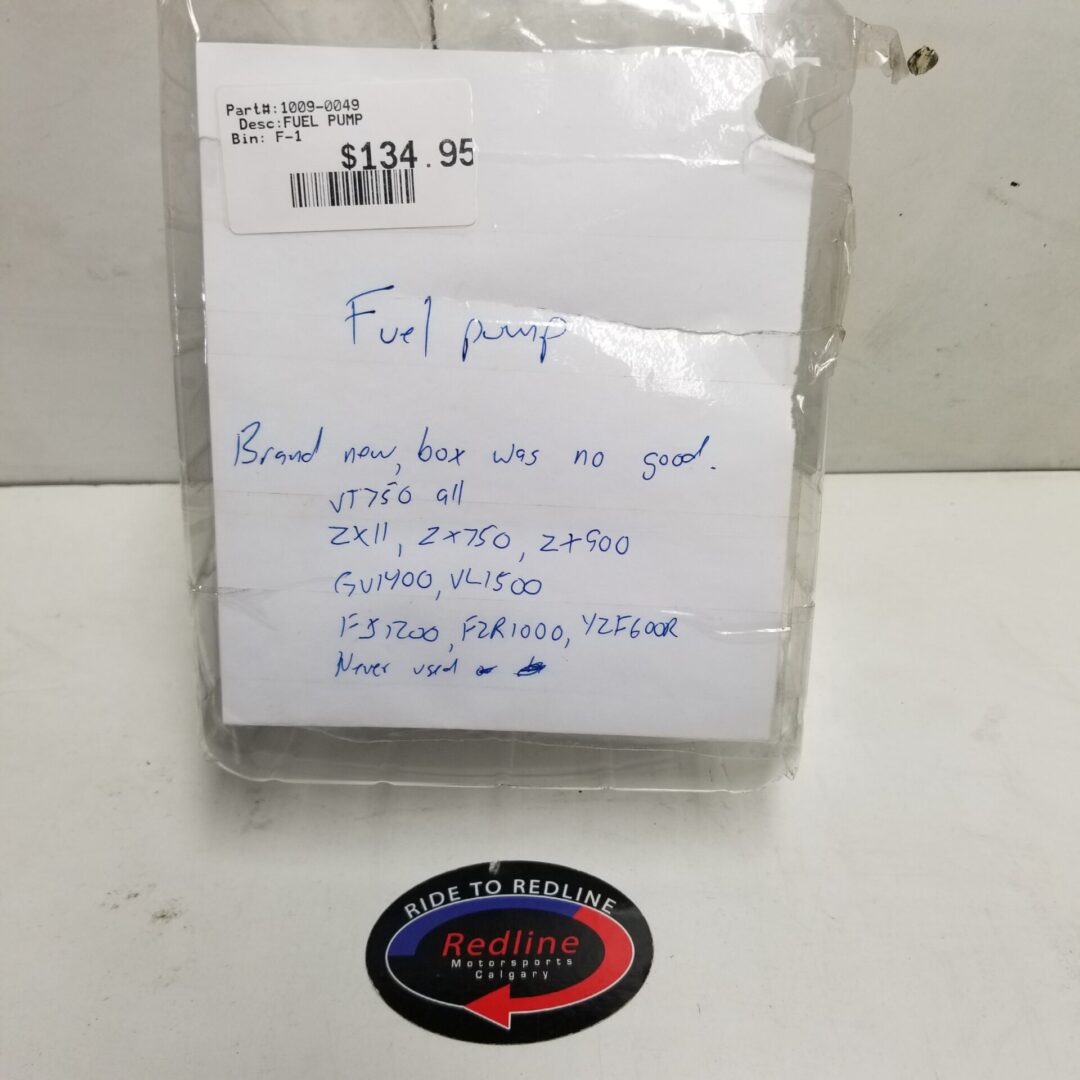 Part#:1009-0049
Desc:FUEL PUMP
Bin: F-1
$134.95
Fuel pump
Brand new, box was no good.
VT750 all
ZX11, ZX750, ZX900
GV1400, VL1500
FJ1200, FZR1000, YZF600R
Never used
RIDE TO REDLINE
Redline
Motorsports
Calgary